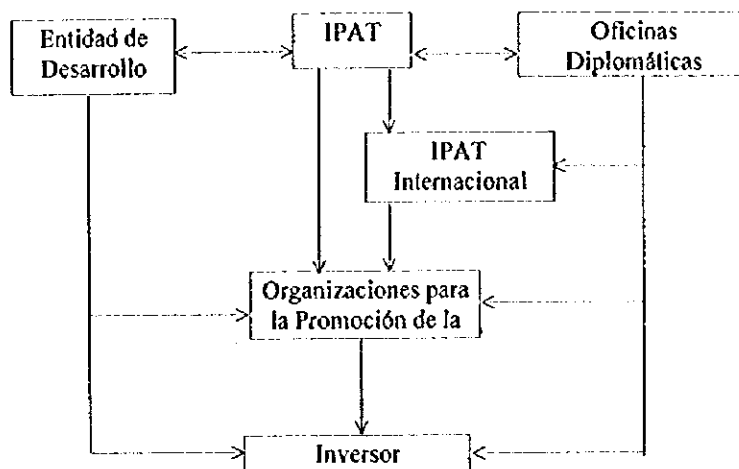 Entidad de
Desarrollo
IPAT
Oficinas
Diplomáticas
IPAT
Internacional
Organizaciones para
la Promoción de la
Inversor